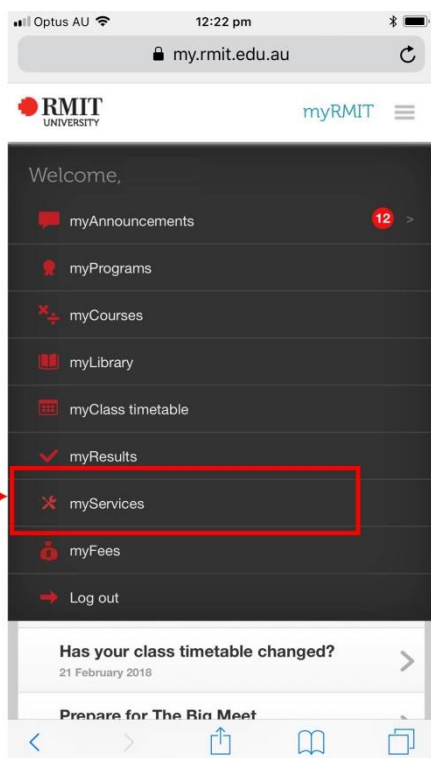 Optus AU
12:22 pm
my.rmit.edu.au
RMIT
UNIVERSITY
myRMIT
Welcome,
myAnnouncements 12 >
myPrograms
myCourses
myLibrary
myClass timetable
myResults
myServices
myFees
Log out
Has your class timetable changed?
21 February 2018
Prepare for The Big Meet